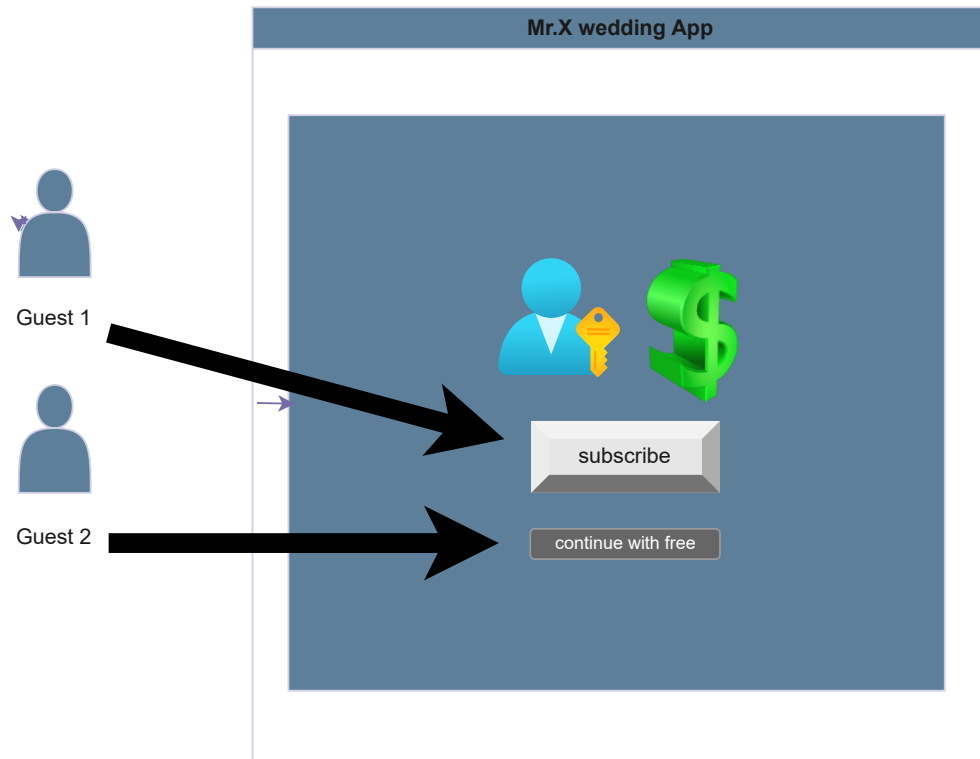 Mr.X wedding App
Guest 1
subscribe
Guest 2
continue with free